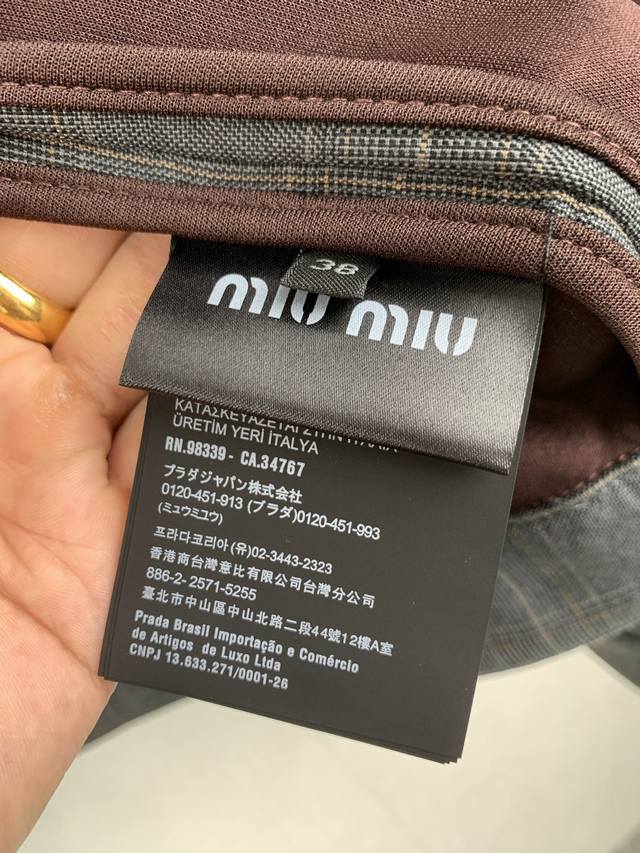 38
miu miu
ÜRETİM YERİ İTALYA
RN.98339 - CA.34767
プラダジャパン株式会社
0120-451-913 (プラダ)0120-451-993
(ミュウミュウ)
프라다코리아 (유)02-3443-2323
香港商台灣意比有限公司台灣分公司
886-2- 2571-5255
臺北市中山區中山北路二段44號12樓A室
Prada Brasil Importação e Comércio
de Artigos de Luxo Ltda
CNPJ 13.633.271/0001-26